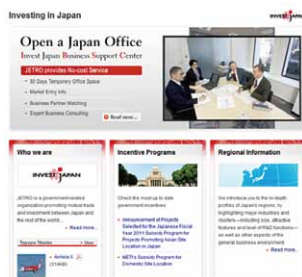 Investing in Japan
INVEST JAPAN
Open a Japan Office
Invest Japan Business Support Center
JETRO provides No-cost Service
- 50 Days Temporary Office Space
- Market Entry Info
- Business Partner Matching
- Expert Business Consulting
Read more...
Who we are
INVEST JAPAN
JETRO is a government-related
organization promoting mutual trade
and investment between Japan and
the rest of the world.
Read more...
Success Stories
Article X
Incentive Programs
Check the most up to date
government incentives
Announcement of Projects
Selected for the Japanese Fiscal
Year 2011 Subsidy Program for
Projects Promoting Asian Site
Location in Japan
METI's Subsidy Program for
Domestic Site Location
Regional Information
We introduce you to the in-depth
profiles of Japan's regions, by
highlighting major industries and
clusters—including size, attractive
features and level of R&D functions—
as well as other aspects of the
general business environment.
Read more...